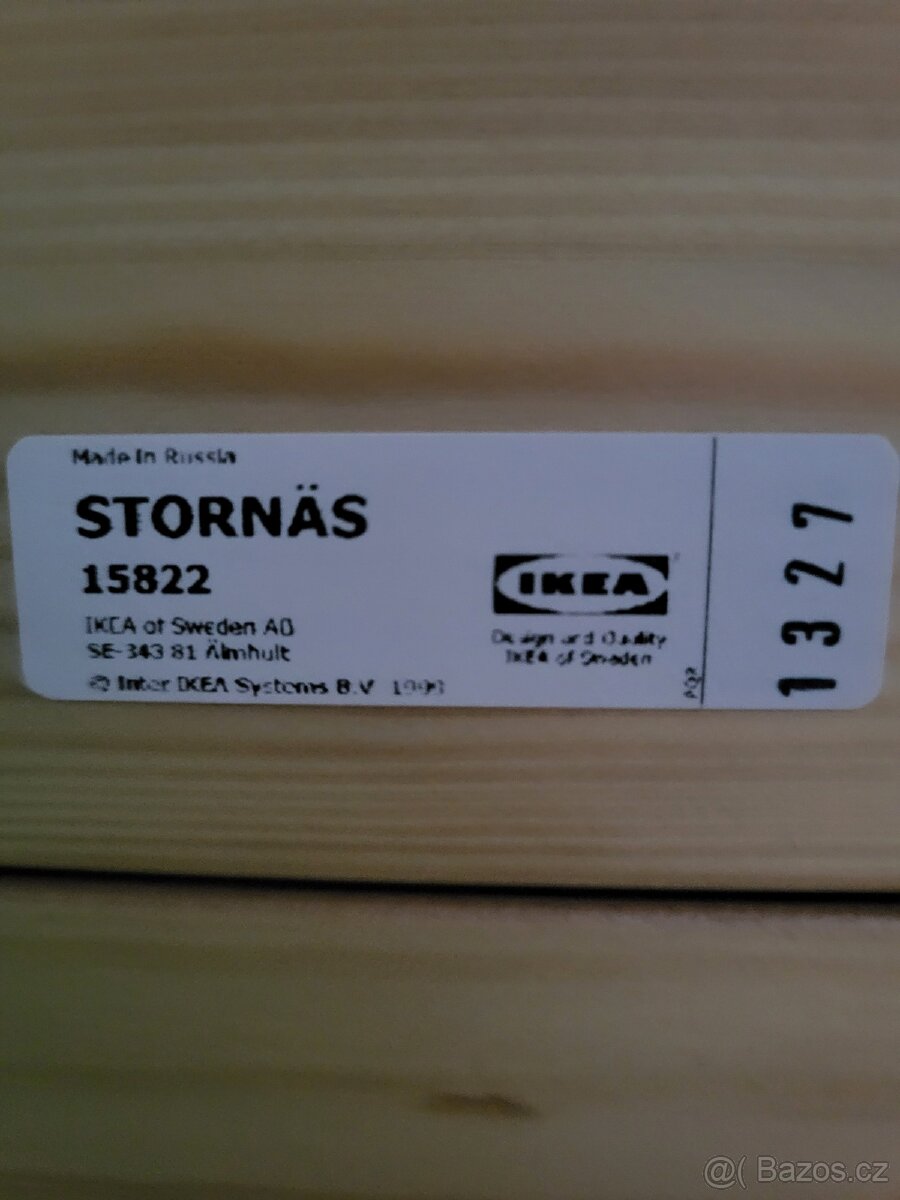 Made in Russia
STORNÄS
15822
IKEA of Sweden AB
SE-343 81 Älmhult
© Inter IKEA Systems B.V. 1999
IKEA
Design and Quality
IKEA of Sweden
1327
@( Bazos.cz